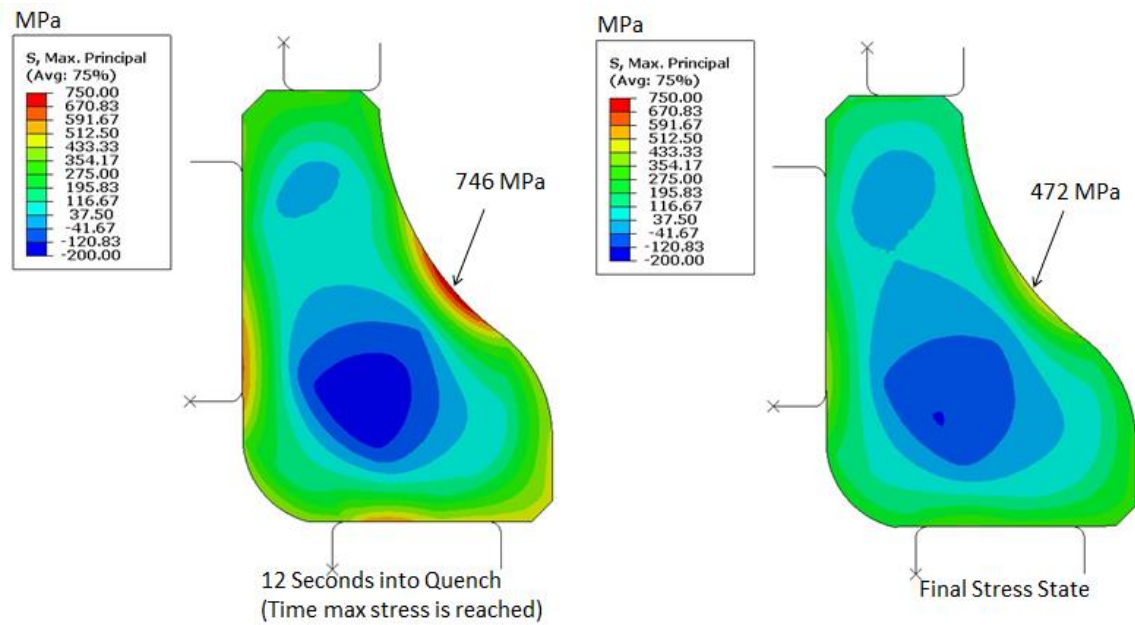 MPa
S, Max. Principal
(Avg: 75%)
750.00
670.83
591.67
512.50
433.33
354.17
275.00
195.83
116.67
37.50
-41.67
-120.83
-200.00
746 MPa
12 Seconds into Quench
(Time max stress is reached)
MPa
S, Max. Principal
(Avg: 75%)
750.00
670.83
591.67
512.50
433.33
354.17
275.00
195.83
116.67
37.50
-41.67
-120.83
-200.00
472 MPa
Final Stress State